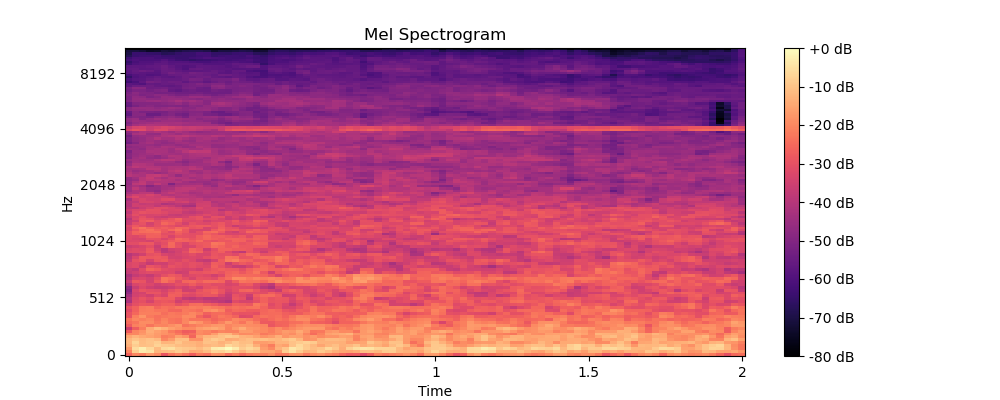 Mel Spectrogram
Hz
8192
4096
2048
1024
512
0
0 0.5 1 1.5 2
Time
+0 dB
-10 dB
-20 dB
-30 dB
-40 dB
-50 dB
-60 dB
-70 dB
-80 dB